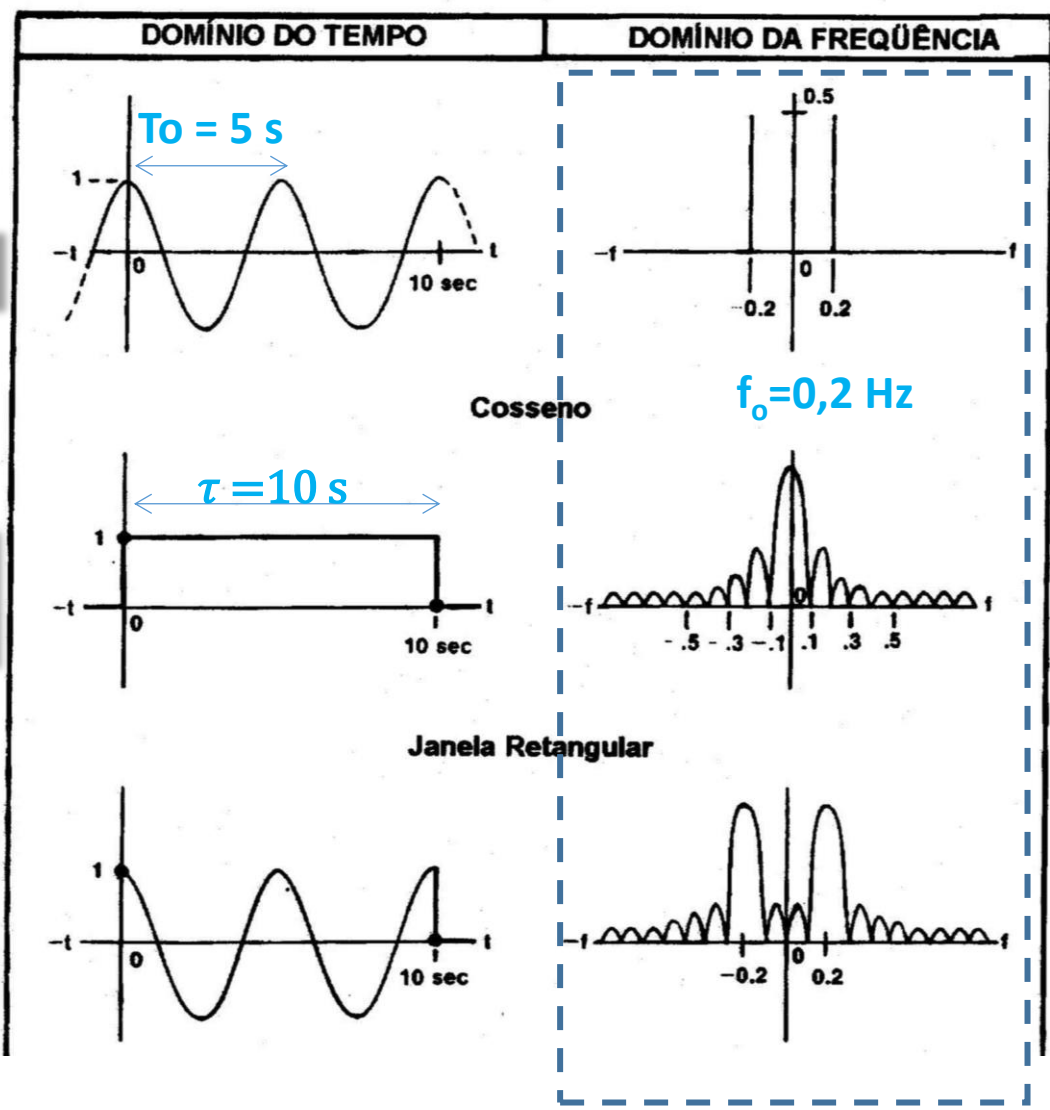 DOMÍNIO DO TEMPO
DOMÍNIO DA FREQÜÊNCIA
To = 5 s
1
-t
0
t
10 sec
0.5
-f
f
0
-0.2
0.2
Cosseno
fo=0,2 Hz
τ=10 s
1
-t
0
t
10 sec
-f
0
f
-.5 -.3 -.1 .1 .3 .5
Janela Retangular
1
-t
0
t
10 sec
-f
0
f
-0.2
0.2